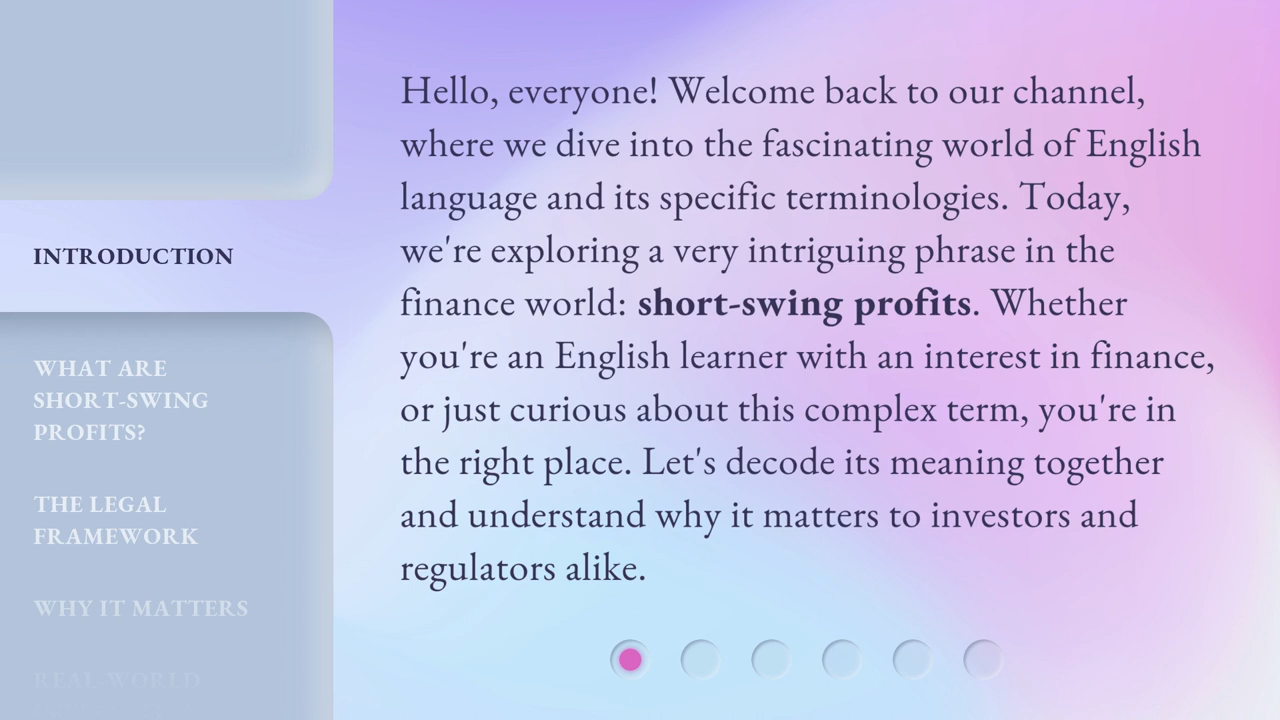 INTRODUCTION
WHAT ARE
SHORT-SWING
PROFITS?
THE LEGAL
FRAMEWORK
WHY IT MATTERS
REAL-WORLD
Hello, everyone! Welcome back to our channel,
where we dive into the fascinating world of English
language and its specific terminologies. Today,
we're exploring a very intriguing phrase in the
finance world: short-swing profits. Whether
you're an English learner with an interest in finance,
or just curious about this complex term, you're in
the right place. Let's decode its meaning together
and understand why it matters to investors and
regulators alike.